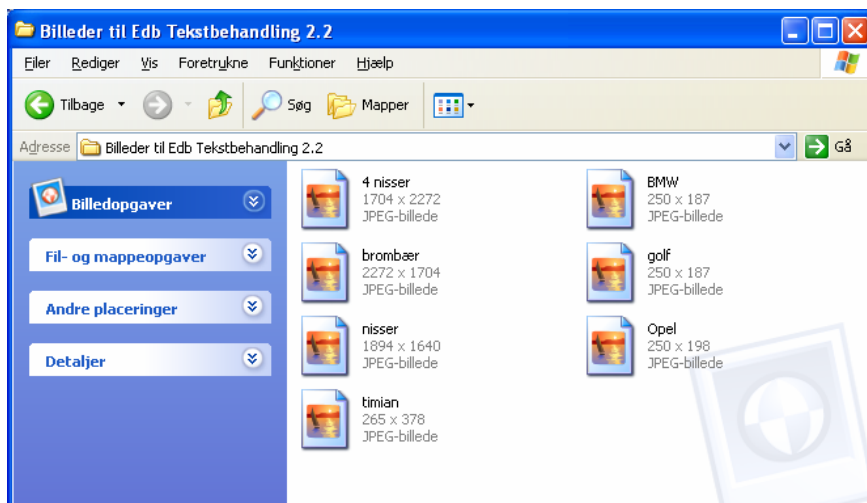 Billeder til Edb Tekstbehandling 2.2
Filer Rediger Vis Foretrukne Funktioner Hjælp
Tilbage Søg Mapper
Adresse Billeder til Edb Tekstbehandling 2.2 Gå
Billedopgaver
Fil- og mappeopgaver
Andre placeringer
Detaljer
4 nisser
1704 x 2272
JPEG-billede
BMW
250 x 187
JPEG-billede
brombær
2272 x 1704
JPEG-billede
golf
250 x 187
JPEG-billede
nisser
1894 x 1640
JPEG-billede
Opel
250 x 198
JPEG-billede
timian
265 x 378
JPEG-billede